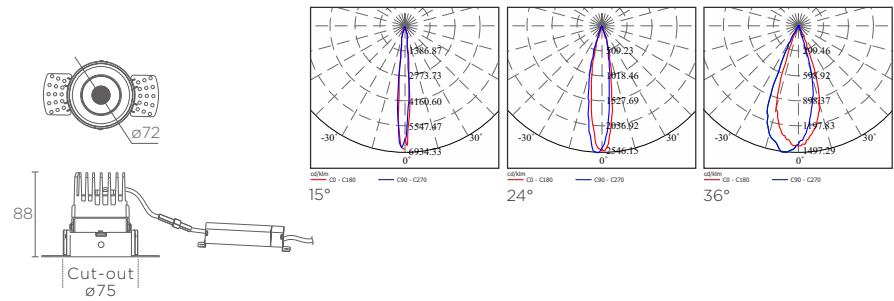 ø72
88
Cut-out
ø75
1386.87
2773.73
4160.60
5547.47
6934.33
-30°
30°
0°
cd/klm
C0 - C180
C90 - C270
15°
509.23
1018.46
1527.69
2036.92
2546.15
-30°
30°
0°
cd/klm
C0 - C180
C90 - C270
24°
299.46
598.92
898.37
1197.83
1497.29
-30°
30°
0°
cd/klm
C0 - C180
C90 - C270
36°